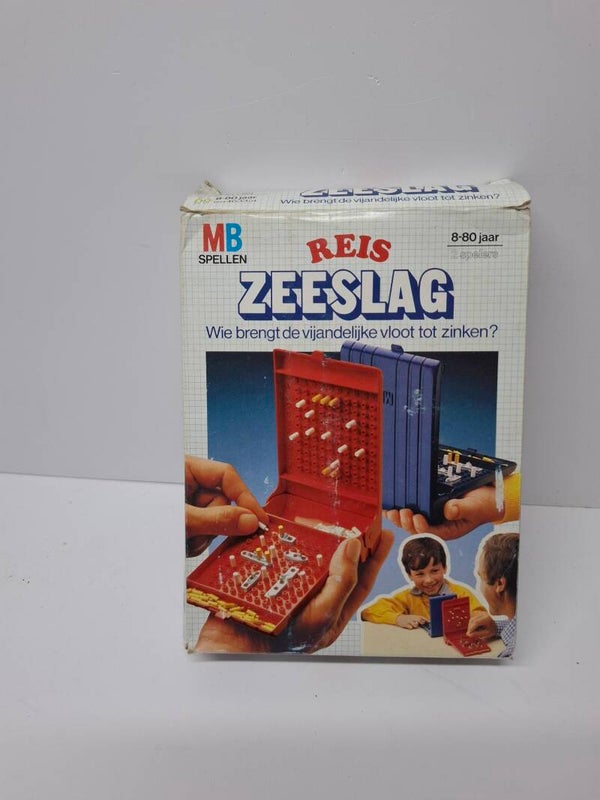 ZEESLAG
8-80 jaar
Wie brengt de vijandelijke vloot tot zinken?
MB
SPELLEN
REIS
ZEESLAG
8-80 jaar
2 spelers
Wie brengt de vijandelijke vloot tot zinken?